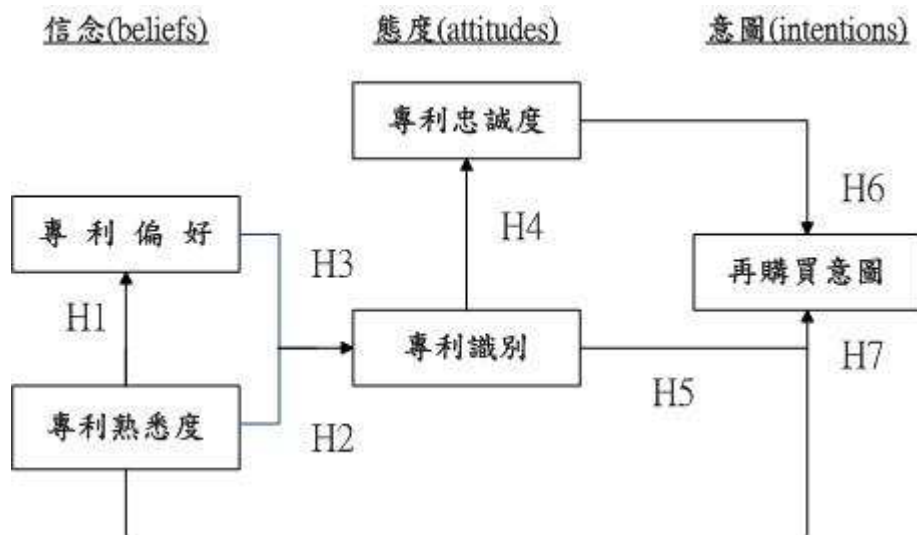 信念(beliefs)
態度(attitudes)
意圖(intentions)
專利忠誠度
H6
專利偏好
H4
H3
再購買意圖
H1
專利識別
H7
H5
專利熟悉度
H2